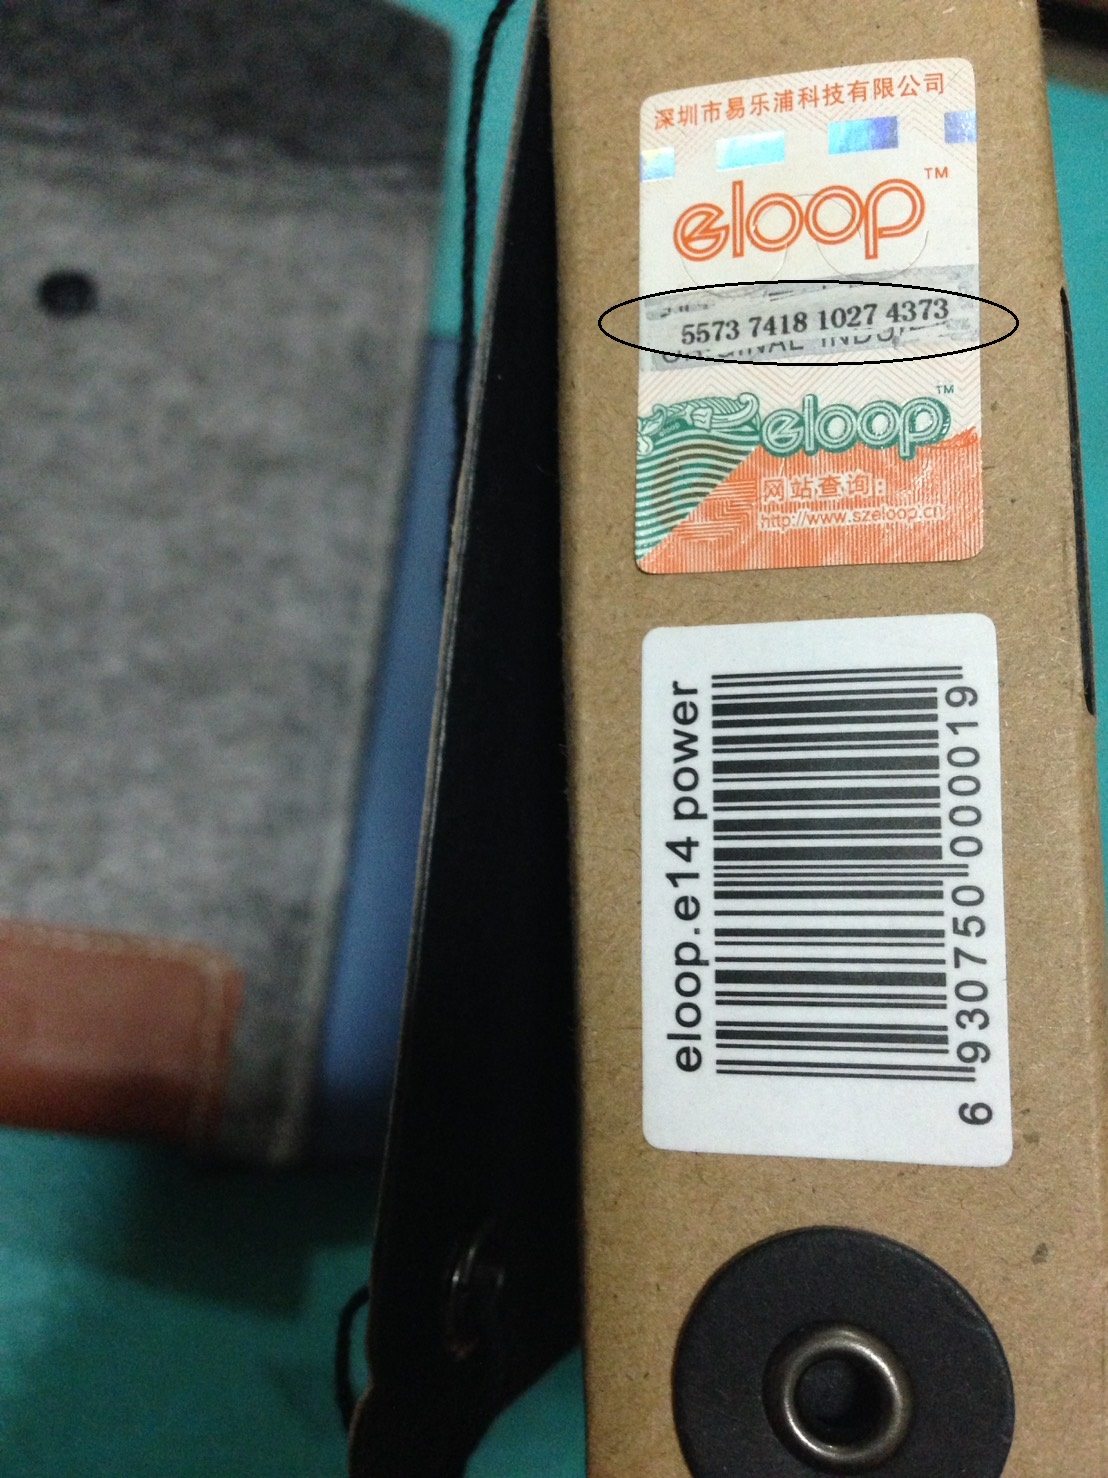 深圳市易乐浦科技有限公司
eloop™
5573 7418 1027 4373
ORIGINAL
eloop™
网站查询:
http://www.szeloop.cn
eloop.e14 power
6 930750 000019